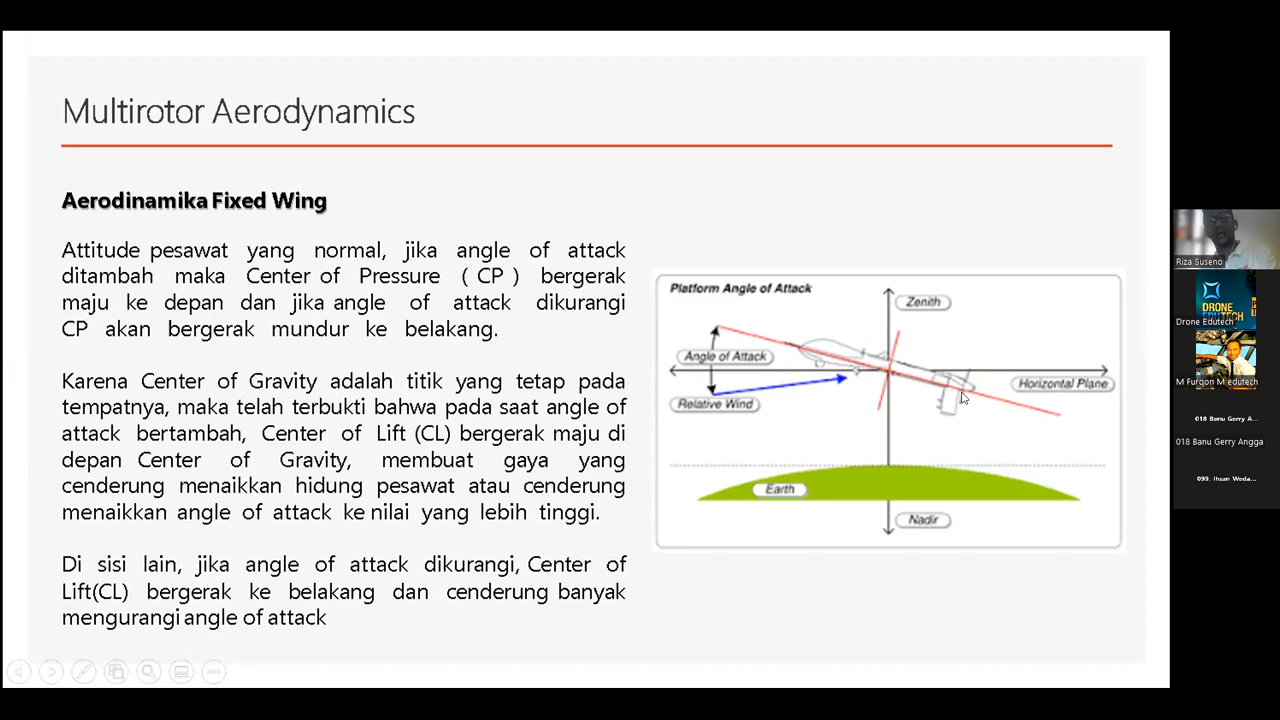 Multirotor Aerodynamics
Aerodinamika Fixed Wing
Attitude pesawat yang normal, jika angle of attack
ditambah maka Center of Pressure ( CP ) bergerak
maju ke depan dan jika angle of attack dikurangi
CP akan bergerak mundur ke belakang.
Karena Center of Gravity adalah titik yang tetap pada
tempatnya, maka telah terbukti bahwa pada saat angle of
attack bertambah, Center of Lift (CL) bergerak maju di
depan Center of Gravity, membuat gaya yang
cenderung menaikkan hidung pesawat atau cenderung
menaikkan angle of attack ke nilai yang lebih tinggi.
Di sisi lain, jika angle of attack dikurangi, Center of
Lift(CL) bergerak ke belakang dan cenderung banyak
mengurangi angle of attack
Platform Angle of Attack
Zenith
Angle of Attack
Horizontal Plane
Relative Wind
Earth
Nadir
Riza Suseno
DRONE
EDUTECH
Drone Edutech
M Furqon M edutech
018 Banu Gerry A...
018 Banu Gerry Angga
099. Ihsan Weda...